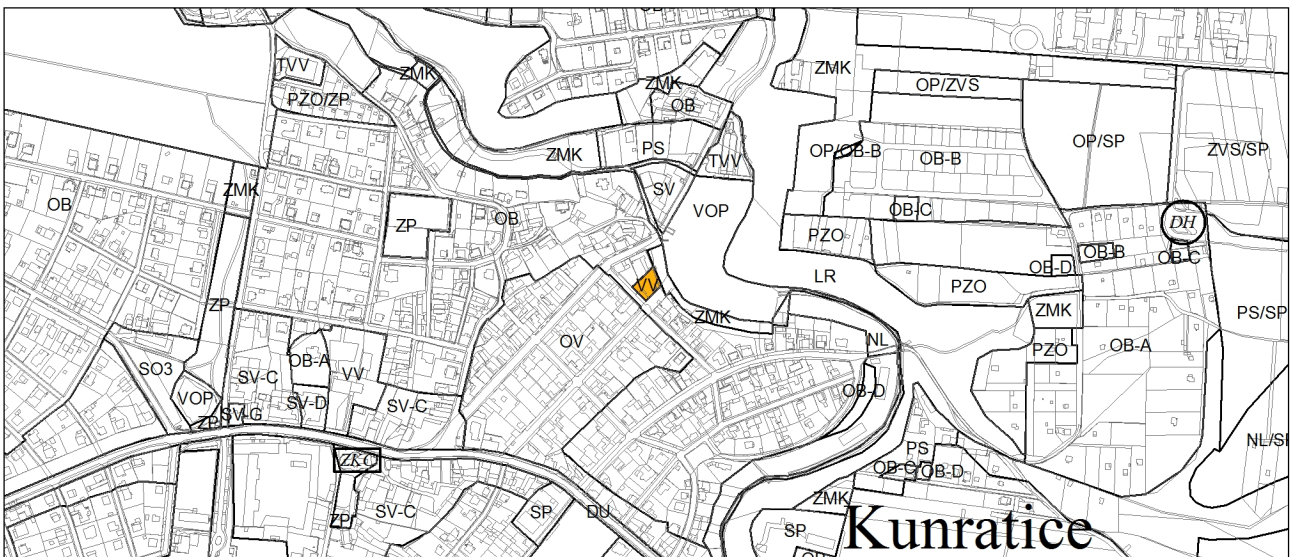 OB
TVV
ZMK
ZMK
ZMK
PZO/ZP
OP/ZVS
OB
OP/SP
PS
OP/OB-B
OB-B
ZVS/SP
ZMK
TVV
ZMK
SV
OB
VOP
OB-C
DH
ZP
OB
PZO
OB-B
OB-C
OB-D
LR
PZO
VV
ZP
ZMK
ZMK
PS/SP
OV
NL
PZO
OB-A
SO3
OB-A
VV
SV-C
OB-D
VOP
SV-D
SV-C
SV-G
ZP
NL/SP
PS
ZKC
OB-C
OB-D
ZMK
SV-C
SP
DU
ZP
SP
Kunratice